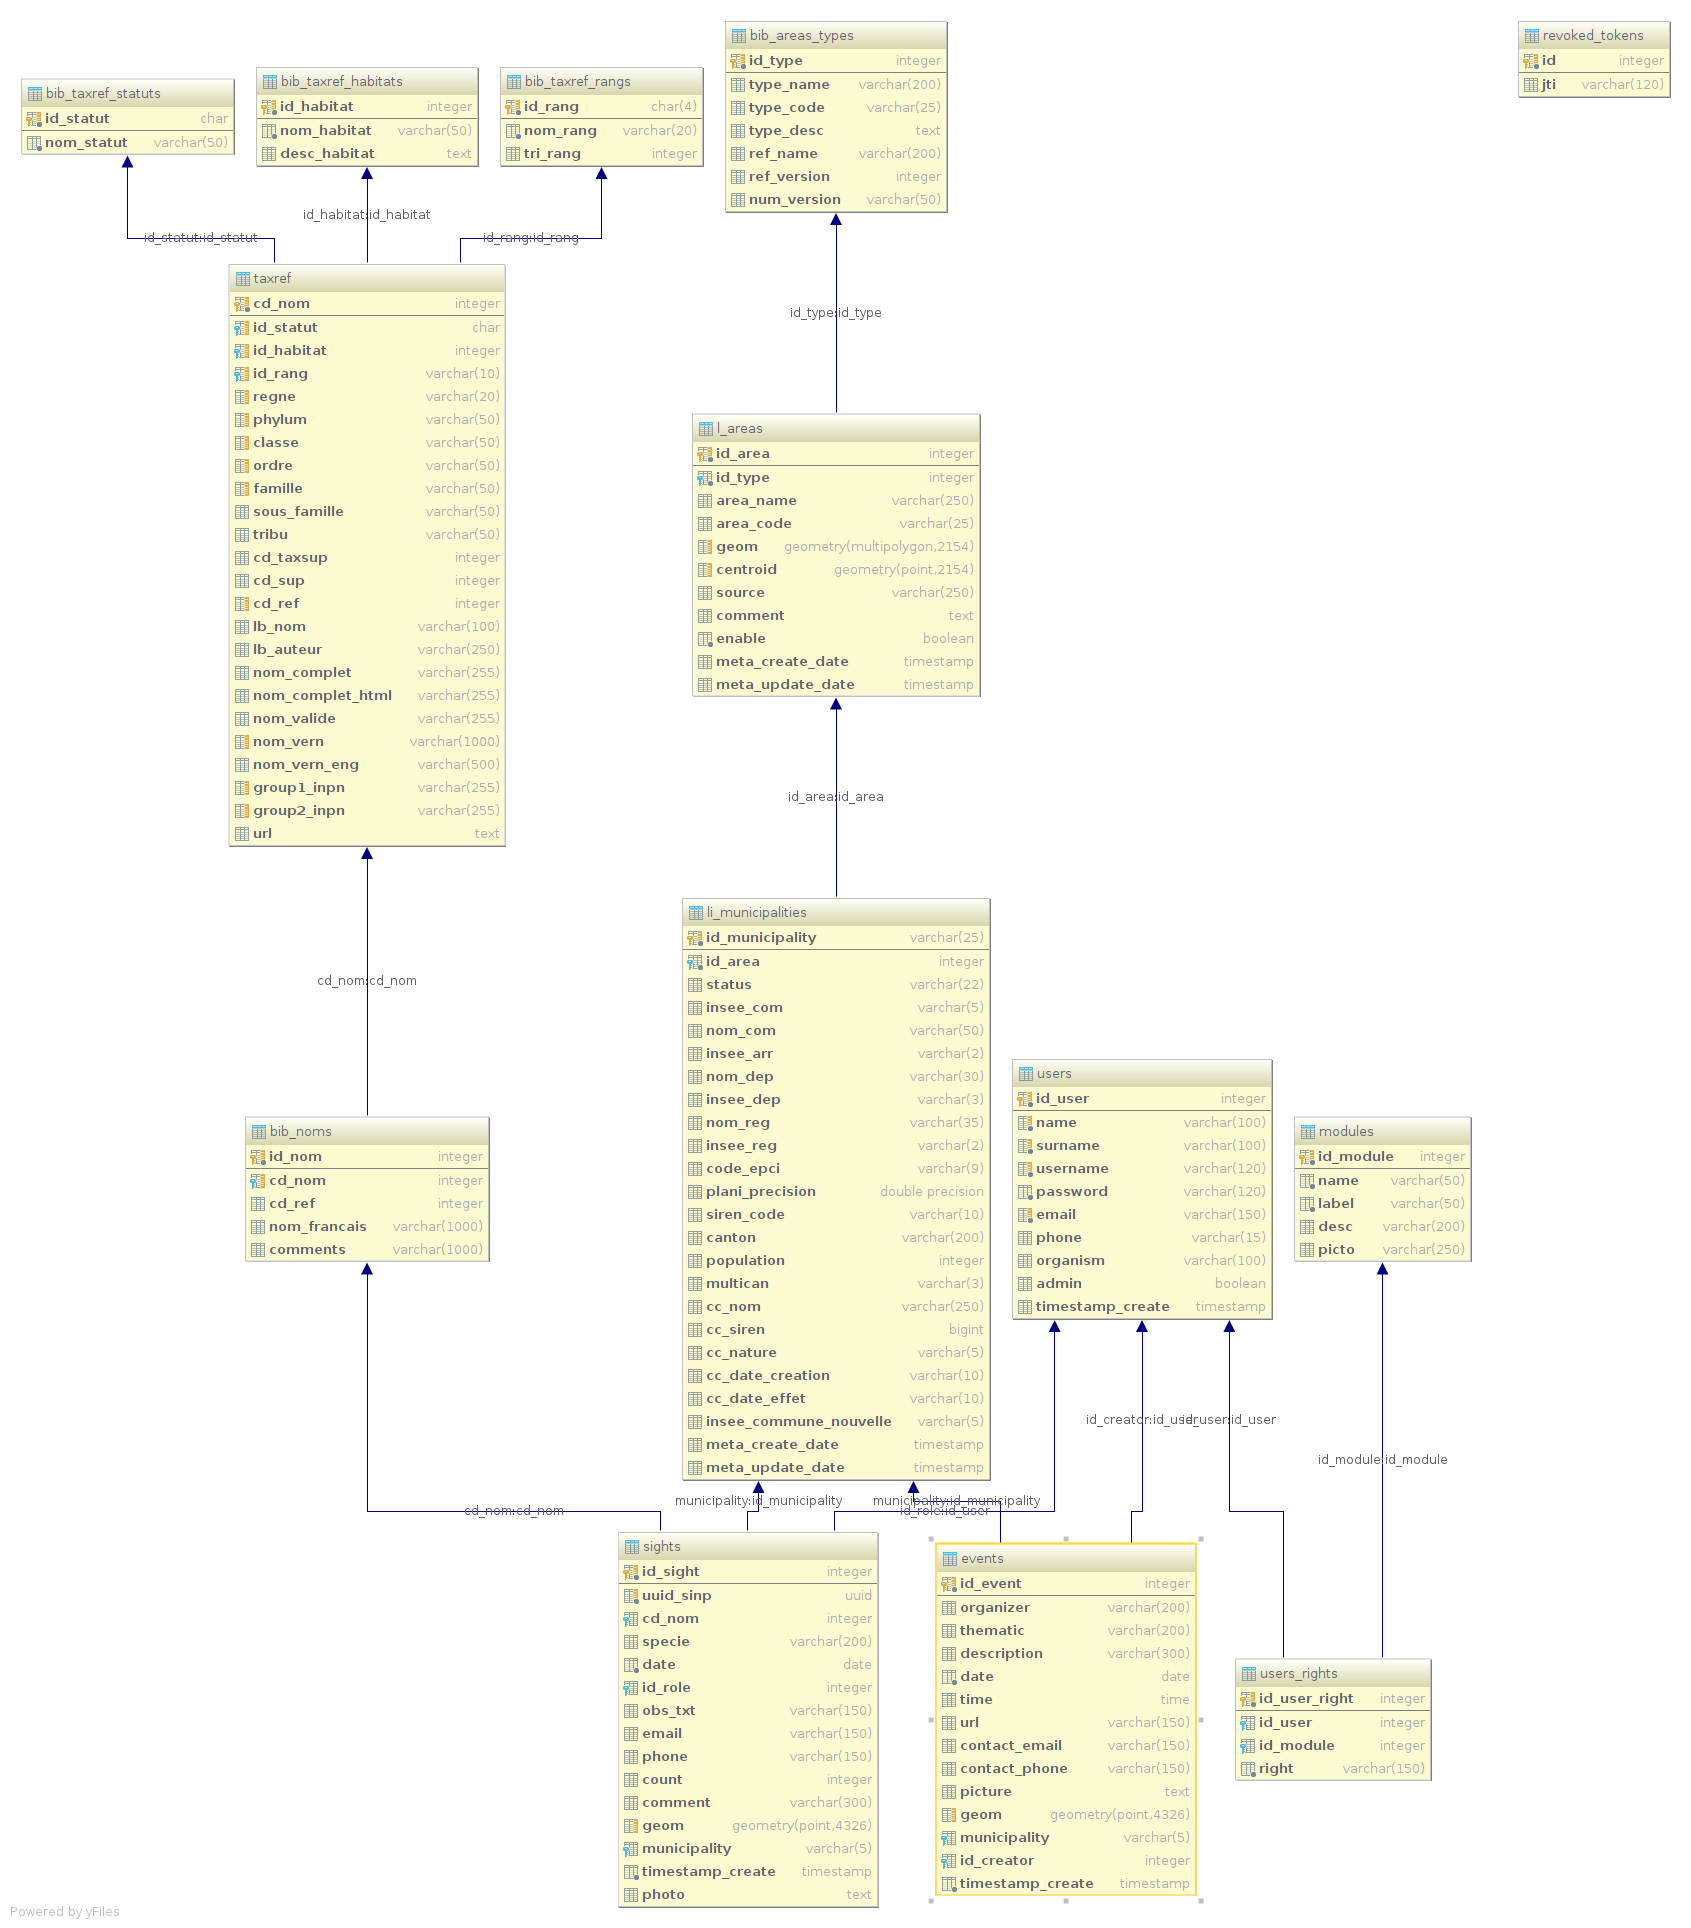 bib_taxref_statuts
id_statut char
nom_statut varchar(50)
bib_taxref_habitats
id_habitat integer
nom_habitat varchar(50)
desc_habitat text
bib_taxref_rangs
id_rang char(4)
nom_rang varchar(20)
tri_rang integer
bib_areas_types
id_type integer
type_name varchar(200)
type_code varchar(25)
type_desc text
ref_name varchar(200)
ref_version integer
num_version varchar(50)
revoked_tokens
id integer
jti varchar(120)
id_statut:id_statut
id_habitat:id_habitat
id_rang:id_rang
id_type:id_type
taxref
cd_nom integer
id_statut char
id_habitat integer
id_rang varchar(10)
regne varchar(20)
phylum varchar(50)
classe varchar(50)
ordre varchar(50)
famille varchar(50)
sous_famille varchar(50)
tribu varchar(50)
cd_taxsup integer
cd_sup integer
cd_ref integer
lb_nom varchar(100)
lb_auteur varchar(250)
nom_complet varchar(255)
nom_complet_html varchar(255)
nom_valide varchar(255)
nom_vern varchar(1000)
nom_vern_eng varchar(500)
group1_inpn varchar(255)
group2_inpn varchar(255)
url text
l_areas
id_area integer
id_type integer
area_name varchar(250)
area_code varchar(25)
geom geometry(multipolygon,2154)
centroid geometry(point,2154)
source varchar(250)
comment text
enable boolean
meta_create_date timestamp
meta_update_date timestamp
id_area:id_area
cd_nom:cd_nom
li_municipalities
id_municipality varchar(25)
id_area integer
status varchar(22)
insee_com varchar(5)
nom_com varchar(50)
insee_arr varchar(2)
nom_dep varchar(30)
insee_dep varchar(3)
nom_reg varchar(35)
insee_reg varchar(2)
code_epci varchar(9)
plani_precision double precision
siren_code varchar(10)
canton varchar(200)
population integer
multican varchar(3)
cc_nom varchar(250)
cc_siren bigint
cc_nature varchar(5)
cc_date_creation varchar(10)
cc_date_effet varchar(10)
insee_commune_nouvelle varchar(5)
meta_create_date timestamp
meta_update_date timestamp
bib_noms
id_nom integer
cd_nom integer
cd_ref integer
nom_francais varchar(1000)
comments varchar(1000)
users
id_user integer
name varchar(100)
surname varchar(100)
username varchar(120)
password varchar(120)
email varchar(150)
phone varchar(15)
organism varchar(100)
admin boolean
timestamp_create timestamp
modules
id_module integer
name varchar(50)
label varchar(50)
desc varchar(200)
picto varchar(250)
id_creator:id_user
id_user:id_user
id_module:id_module
municipality:id_municipality
municipality:id_municipality
cd_nom:cd_nom
id_role:id_user
sights
id_sight integer
uuid_sinp uuid
cd_nom integer
specie varchar(200)
date date
id_role integer
obs_txt varchar(150)
email varchar(150)
phone varchar(150)
count integer
comment varchar(300)
geom geometry(point,4326)
municipality varchar(5)
timestamp_create timestamp
photo text
events
id_event integer
organizer varchar(200)
thematic varchar(200)
description varchar(300)
date date
time time
url varchar(150)
contact_email varchar(150)
contact_phone varchar(150)
picture text
geom geometry(point,4326)
municipality varchar(5)
id_creator integer
timestamp_create timestamp
users_rights
id_user_right integer
id_user integer
id_module integer
right varchar(150)
Powered by yFiles